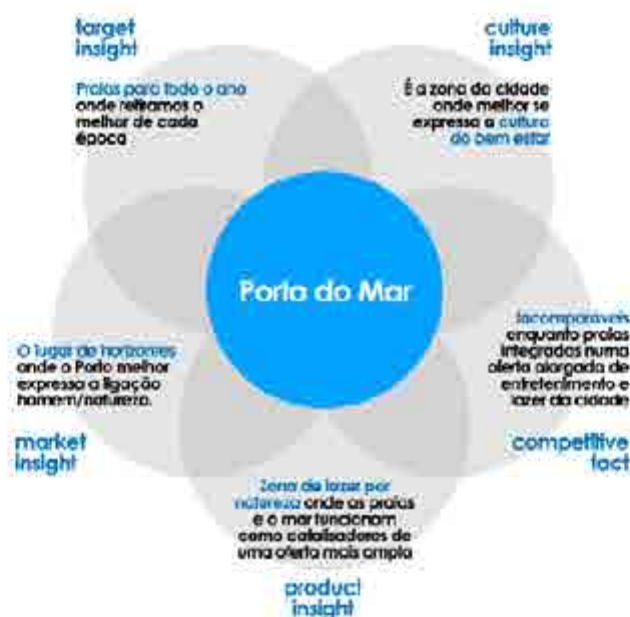 target
insight
Praias para todo o ano
onde retiramos o
melhor de cada
época
culture
insight
É a zona da cidade
onde melhor se
expressa a cultura
do bem estar
Porta do Mar
O lugar de horizontes
onde o Porto melhor
expressa a ligação
homem/natureza.
market
insight
Incomparáveis
enquanto praias
integradas numa
oferta alargada de
entretenimento e
lazer da cidade
competitive
fact
Zona de lazer por
natureza onde as praias
e o mar funcionam
como catalisadores de
uma oferta mais ampla
product
insight